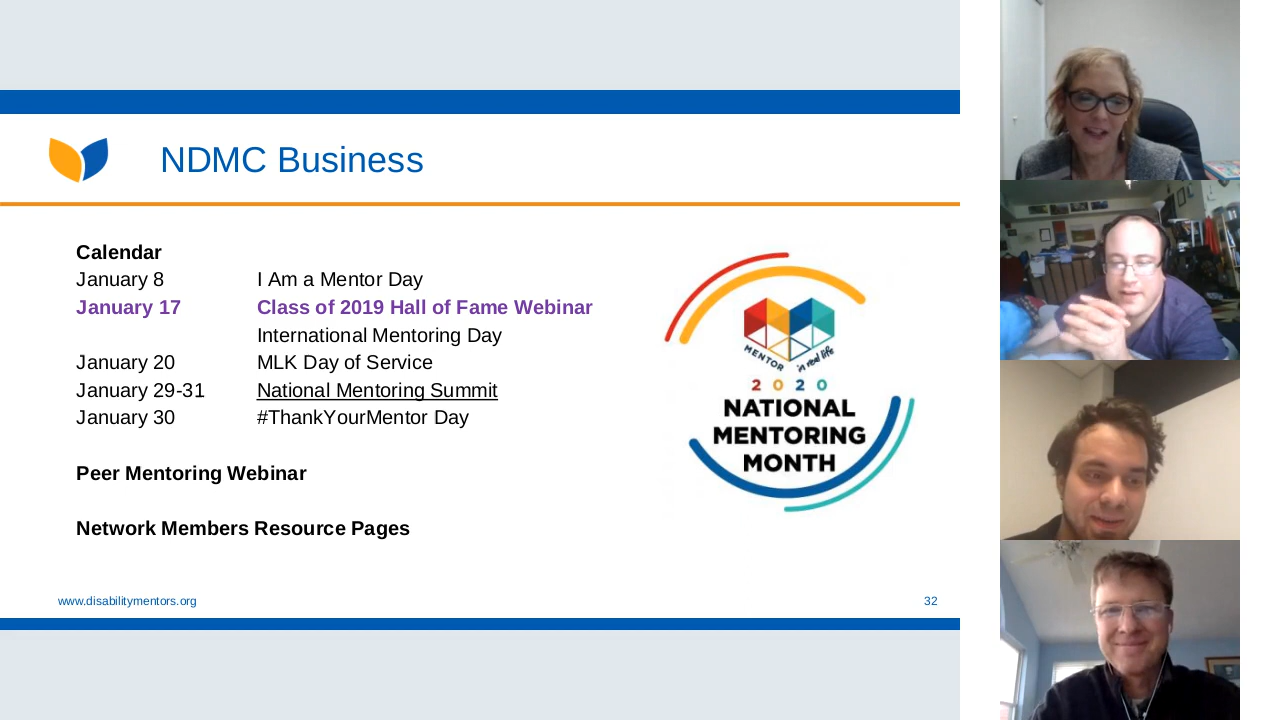 NDMC Business
Calendar
January 8 I Am a Mentor Day
January 17 Class of 2019 Hall of Fame Webinar
International Mentoring Day
January 20 MLK Day of Service
January 29-31 National Mentoring Summit
January 30 #ThankYourMentor Day
Peer Mentoring Webinar
Network Members Resource Pages
MENTOR in real life
2020
NATIONAL
MENTORING
MONTH
www.disabilitymentors.org
32